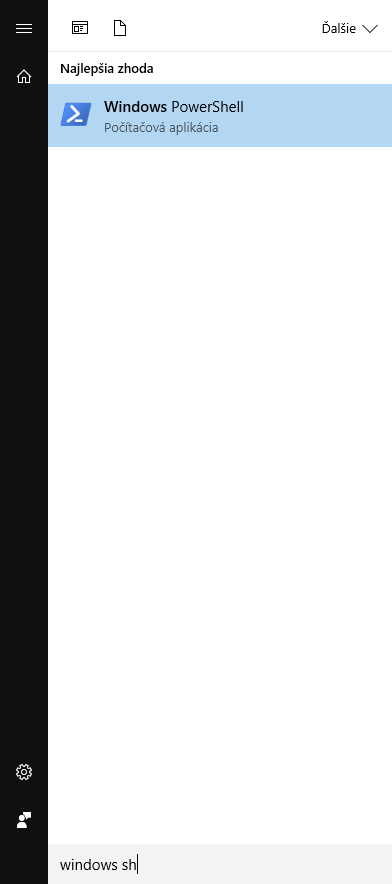 Ďalšie
Najlepšia zhoda
Windows PowerShell
Počítačová aplikácia
windows sh